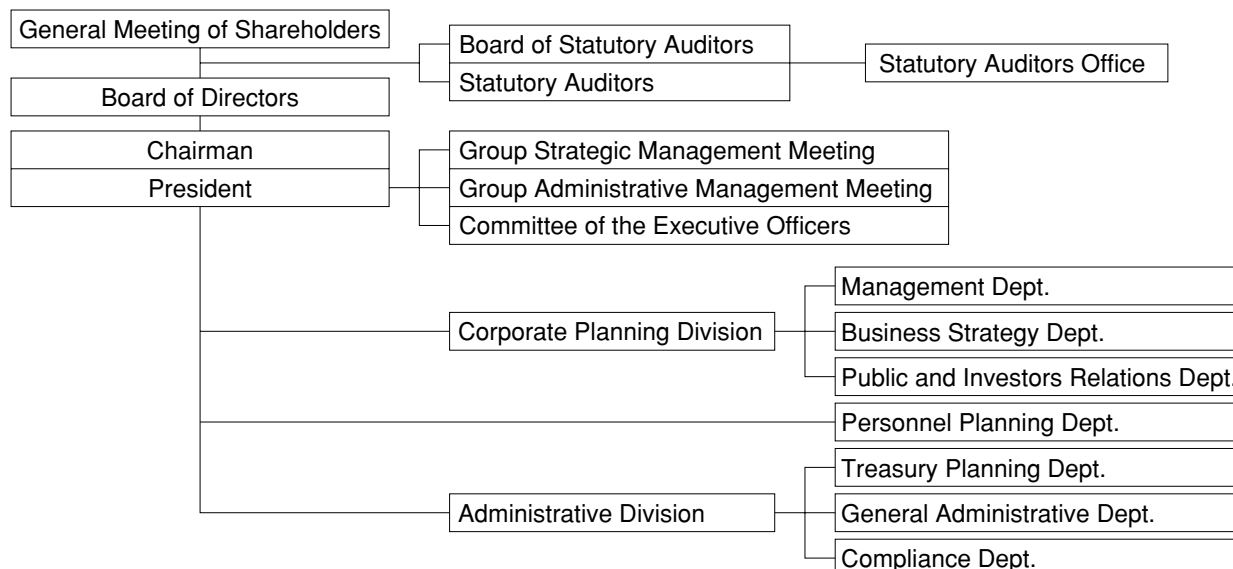 General Meeting of Shareholders
Board of Statutory Auditors
Statutory Auditors
Statutory Auditors Office
Board of Directors
Chairman
President
Group Strategic Management Meeting
Group Administrative Management Meeting
Committee of the Executive Officers
Corporate Planning Division
Management Dept.
Business Strategy Dept.
Public and Investors Relations Dept.
Personnel Planning Dept.
Administrative Division
Treasury Planning Dept.
General Administrative Dept.
Compliance Dept.